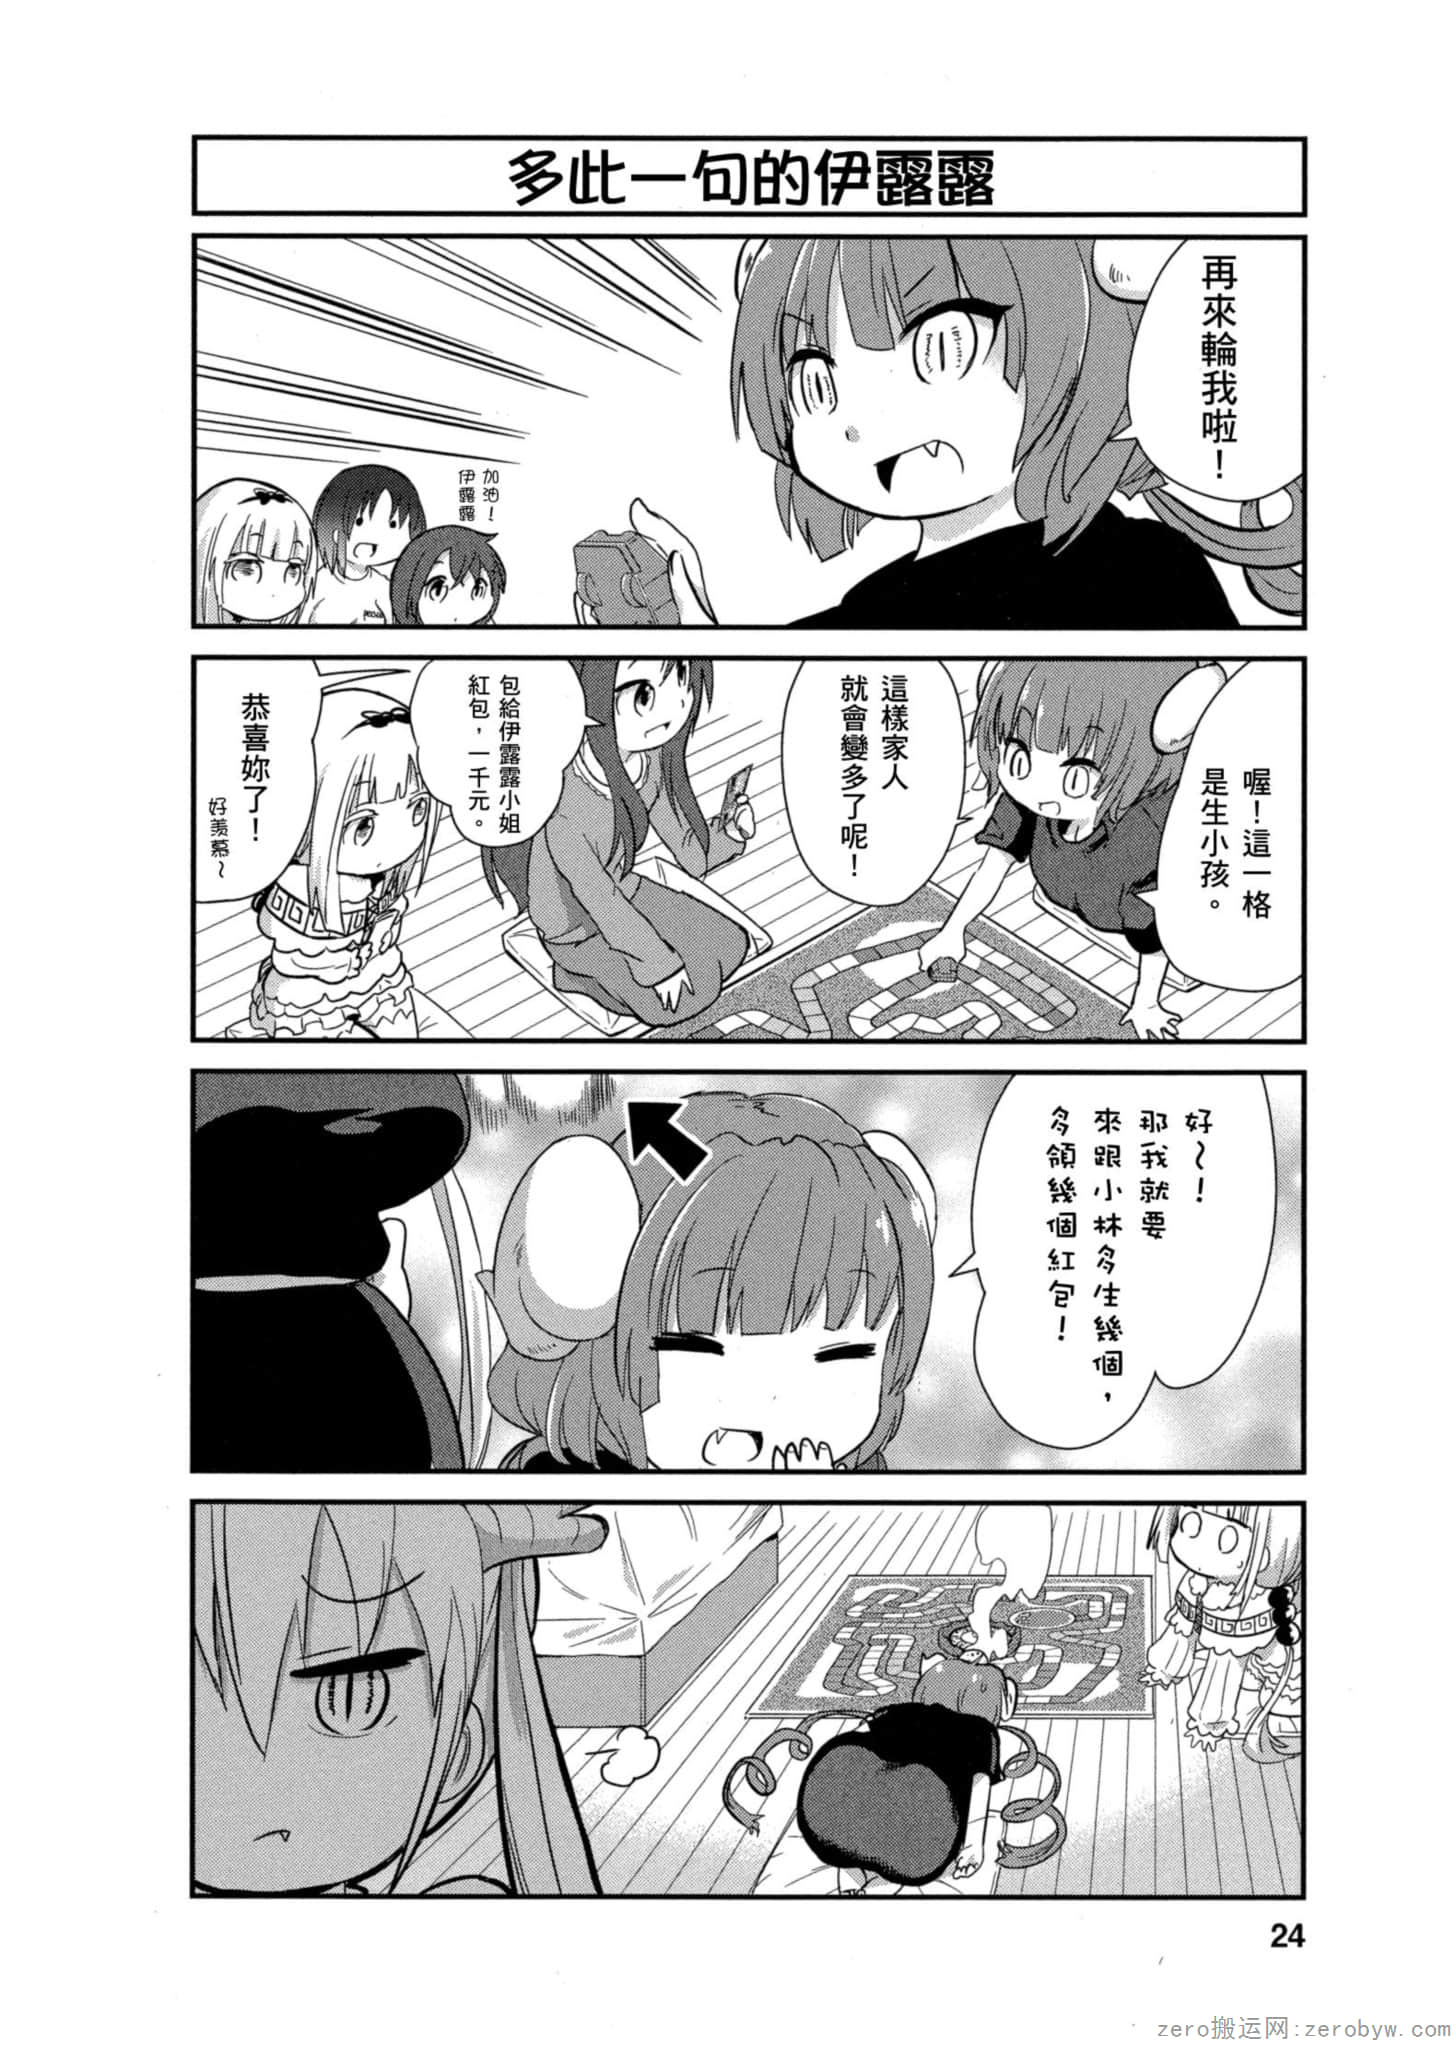 多此一句的伊露露
再來輪我啦！
加油！
伊露露
peace
喔！這一格
是生小孩。
這樣家人
就會變多了呢！
包給伊露露小姐
紅包，一千元。
恭喜妳了！
好羨慕～
好～！
那我就要
來跟小林多生幾個，
多領幾個紅包！
24
zero搬运网:zerobyw.com